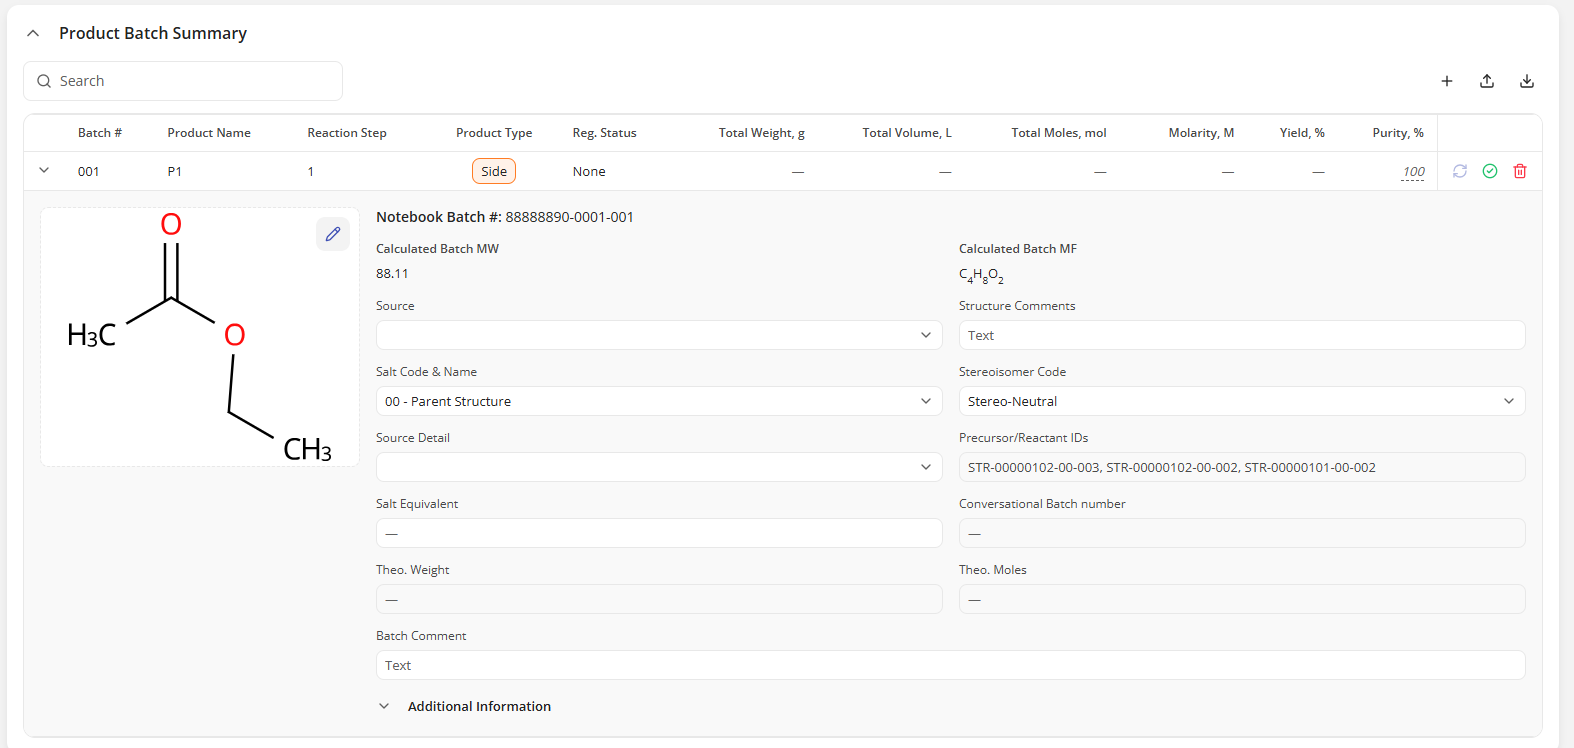 Product Batch Summary
Search
Batch # Product Name Reaction Step Product Type Reg. Status Total Weight, g Total Volume, L Total Moles, mol Molarity, M Yield, % Purity, %
001 P1 1 Side None — — — — — 100
Notebook Batch #: 88888890-0001-001
Calculated Batch MW Calculated Batch MF
88.11 C₄H₈O₂
O
H₃C
O
CH₃
Source Structure Comments
Text
Salt Code & Name Stereoisomer Code
00 - Parent Structure Stereo-Neutral
Source Detail Precursor/Reactant IDs
STR-00000102-00-003, STR-00000102-00-002, STR-00000101-00-002
Salt Equivalent Conversational Batch number
— —
Theo. Weight Theo. Moles
— —
Batch Comment
Text
Additional Information